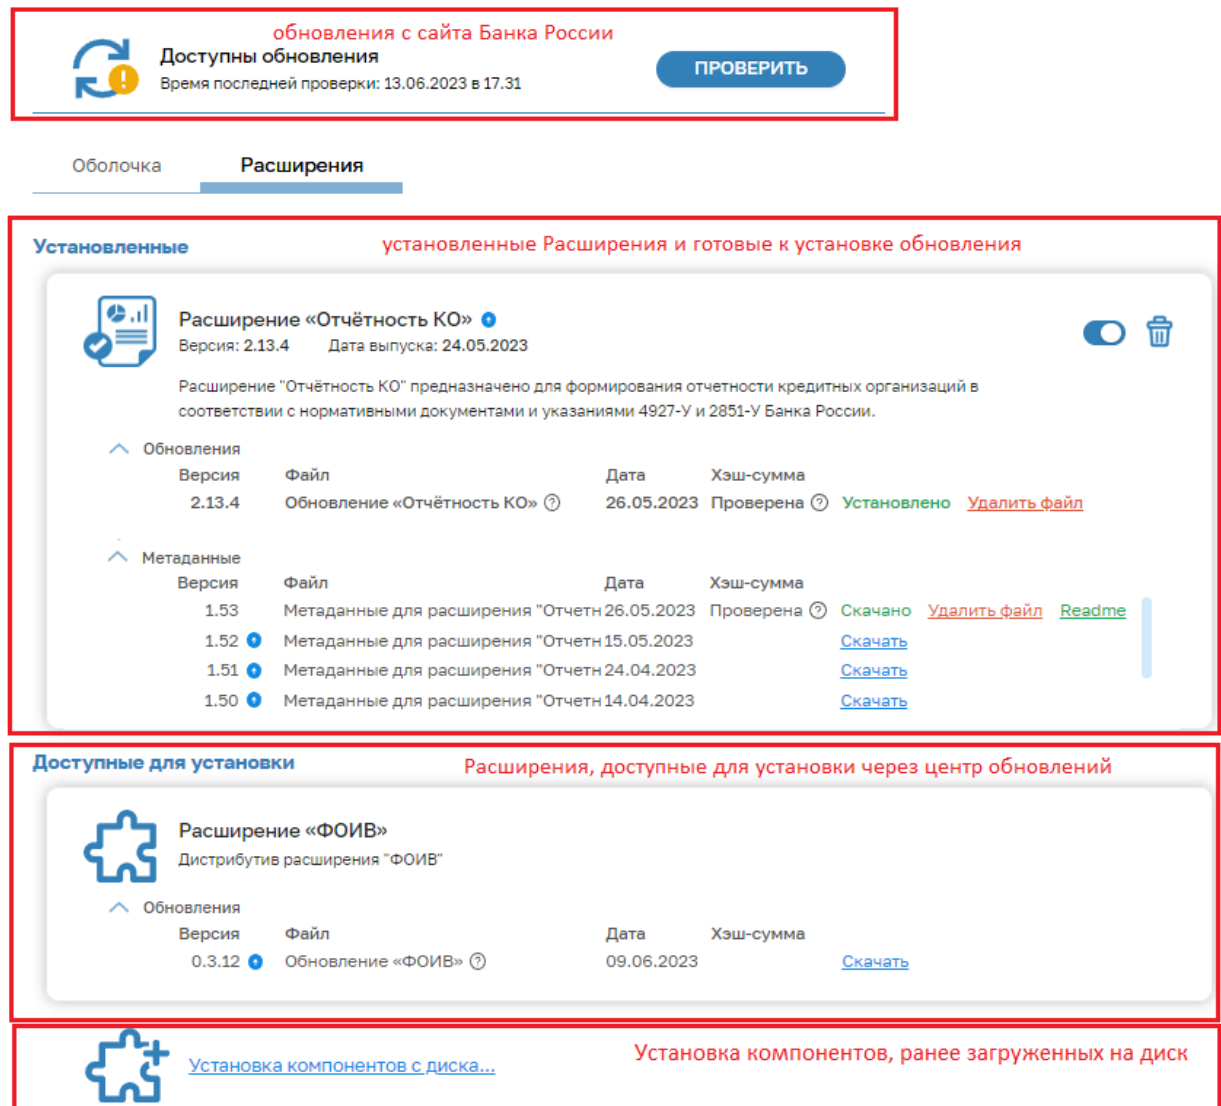 обновления с сайта Банка России
Доступны обновления
Время последней проверки: 13.06.2023 в 17.31
ПРОВЕРИТЬ
Оболочка Расширения
Установленные установленные Расширения и готовые к установке обновления
Расширение «Отчётность КО»
Версия: 2.13.4 Дата выпуска: 24.05.2023
Расширение "Отчётность КО" предназначено для формирования отчетности кредитных организаций в
соответствии с нормативными документами и указаниями 4927-У и 2851-У Банка России.
Обновления
Версия Файл Дата Хэш-сумма
2.13.4 Обновление «Отчётность КО» 26.05.2023 Проверена Установлено Удалить файл
Метаданные
Версия Файл Дата Хэш-сумма
1.53 Метаданные для расширения "Отчетн 26.05.2023 Проверена Скачано Удалить файл Readme
1.52 Метаданные для расширения "Отчетн 15.05.2023 Скачать
1.51 Метаданные для расширения "Отчетн 24.04.2023 Скачать
1.50 Метаданные для расширения "Отчетн 14.04.2023 Скачать
Доступные для установки Расширения, доступные для установки через центр обновлений
Расширение «ФОИВ»
Дистрибутив расширения "ФОИВ"
Обновления
Версия Файл Дата Хэш-сумма
0.3.12 Обновление «ФОИВ» 09.06.2023 Скачать
Установка компонентов с диска... Установка компонентов, ранее загруженных на диск